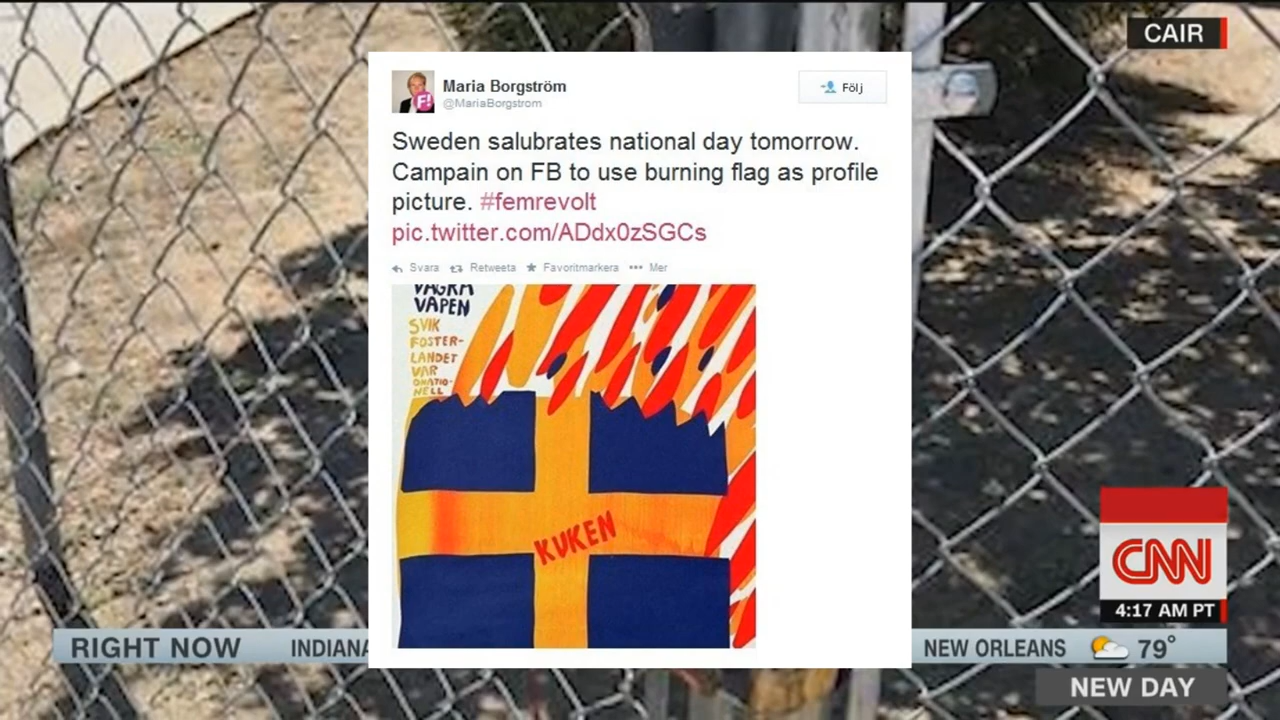 CAIR
Maria Borgström
@MariaBorgstrom
Följ
Sweden salubrates national day tomorrow.
Campain on FB to use burning flag as profile
picture. #femrevolt
pic.twitter.com/ADdx0zSGCs
Svara Retweeta Favoritmarkera Mer
VÄGRA
VAPEN
SVIK
FOSTER-
LANDET
VAR
ONATIO-
NELL
KUKEN
F!
CNN
4:17 AM PT
RIGHT NOW INDIANA NEW ORLEANS 79°
NEW DAY